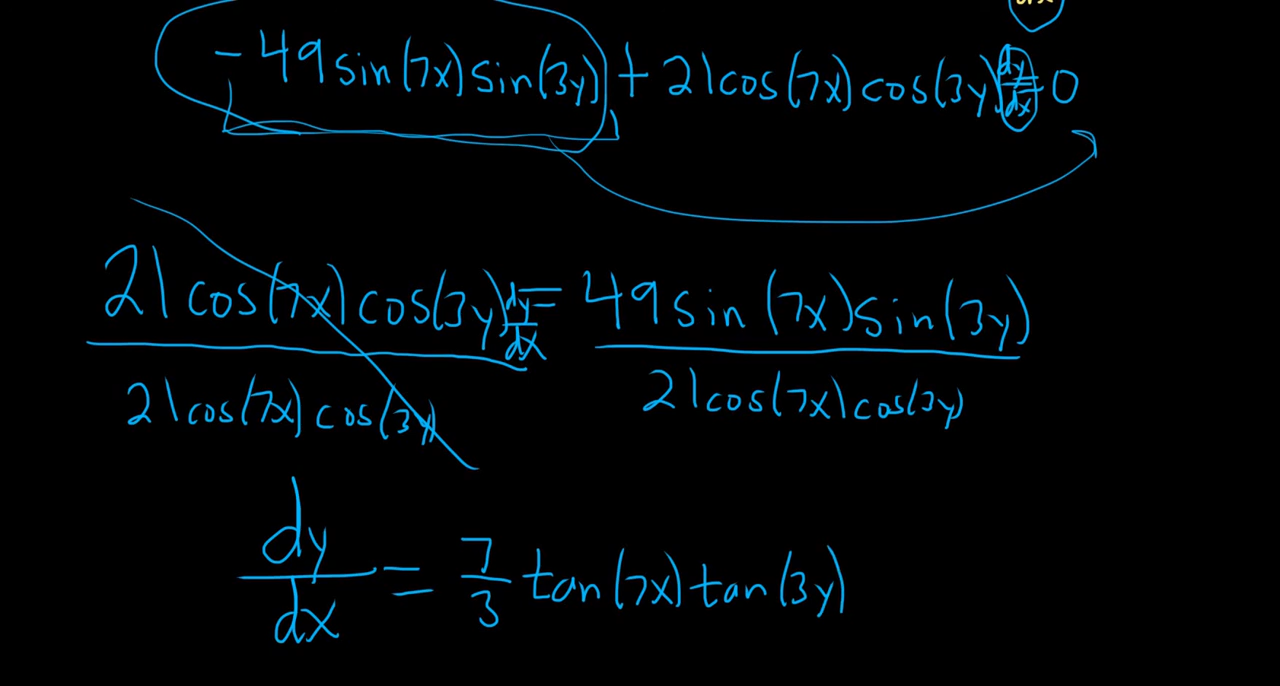 -49sin(7x)sin(3y) + 21cos(7x)cos(3y) dy/dx = 0
21cos(7x)cos(3y) dy/dx = 49sin(7x)sin(3y)
21cos(7x)cos(3y) 21cos(7x)cos(3y)
dy/dx = 7/3 tan(7x)tan(3y)